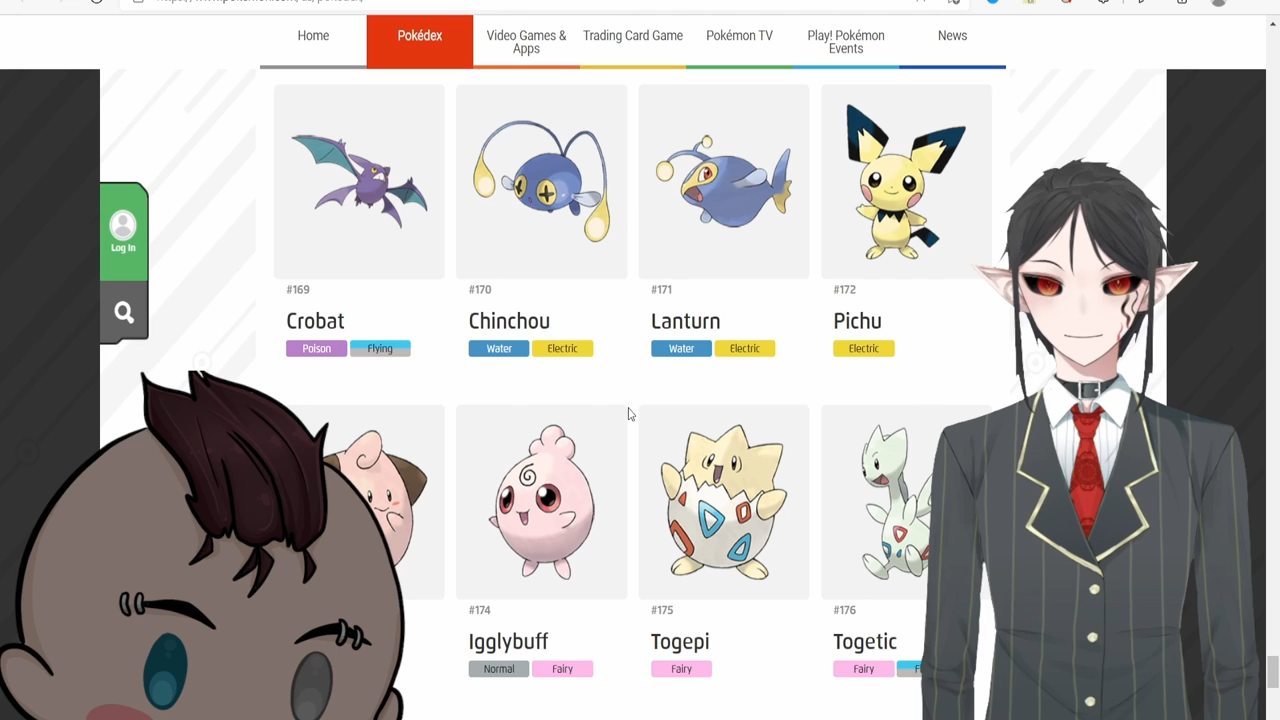 Home
Pokédex
Video Games &
Apps
Trading Card Game
Pokémon TV
Play! Pokémon
Events
News
Log In
#169
#170
#171
#172
Crobat
Chinchou
Lanturn
Pichu
Poison
Flying
Water
Electric
Water
Electric
Electric
#174
#175
#176
Igglybuff
Togepi
Togetic
Normal
Fairy
Fairy
Fairy